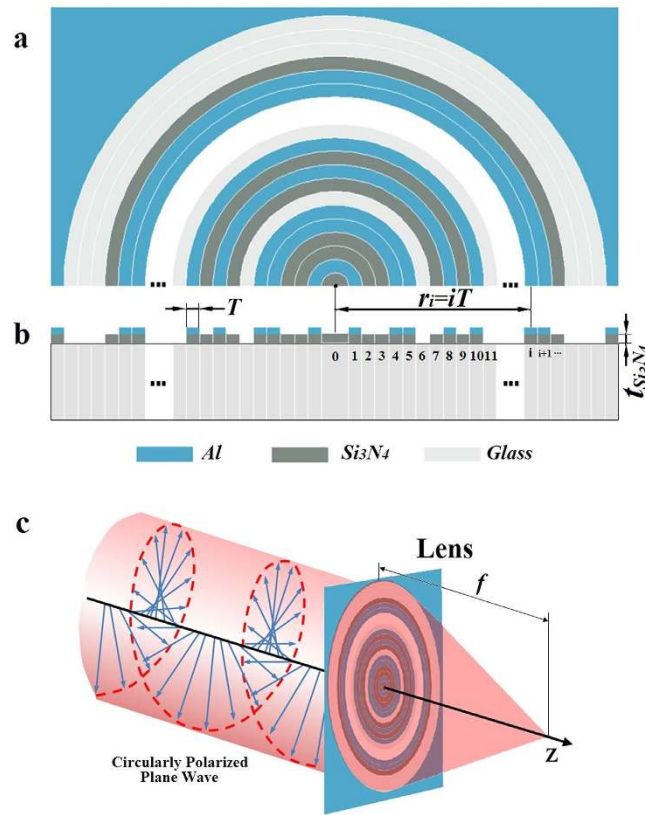 a
...
...
T
ri=iT
b
0 1 2 3 4 5 6 7 8 9 10 11 i i+1 ...
tSi3N4
...
...
Al Si3N4 Glass
c
Lens
f
Circularly Polarized
Plane Wave
Z